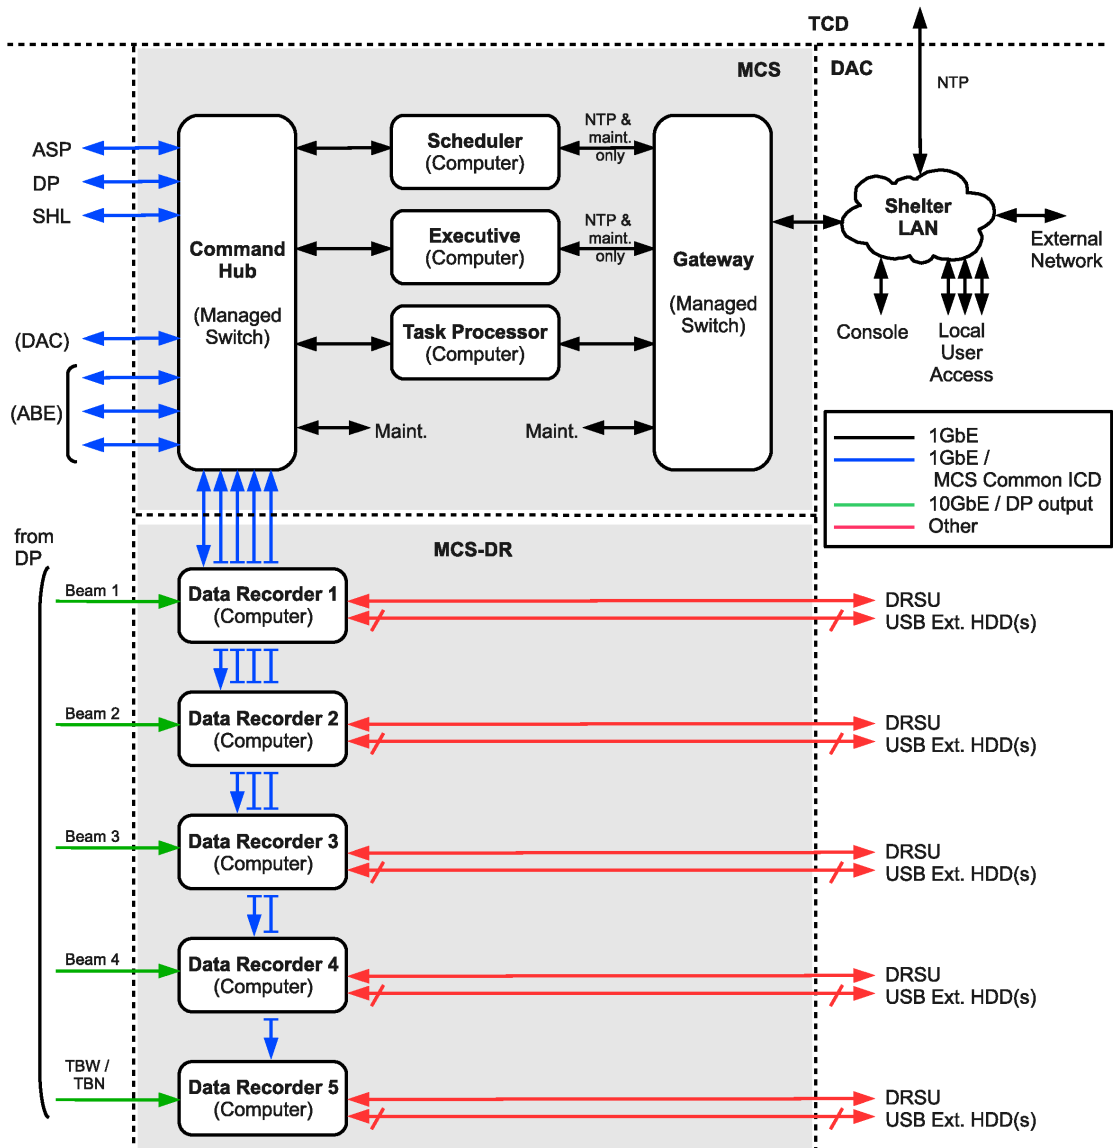 TCD
MCS
DAC
NTP
ASP
DP
SHL
(DAC)
(ABE)
Command
Hub
(Managed
Switch)
Scheduler
(Computer)
NTP &
maint.
only
Executive
(Computer)
NTP &
maint.
only
Task Processor
(Computer)
Maint.
Maint.
Gateway
(Managed
Switch)
Shelter
LAN
External
Network
Console
Local
User
Access
1GbE
1GbE /
MCS Common ICD
10GbE / DP output
Other
MCS-DR
from
DP
Beam 1
Data Recorder 1
(Computer)
DRSU
USB Ext. HDD(s)
Beam 2
Data Recorder 2
(Computer)
DRSU
USB Ext. HDD(s)
Beam 3
Data Recorder 3
(Computer)
DRSU
USB Ext. HDD(s)
Beam 4
Data Recorder 4
(Computer)
DRSU
USB Ext. HDD(s)
TBW /
TBN
Data Recorder 5
(Computer)
DRSU
USB Ext. HDD(s)